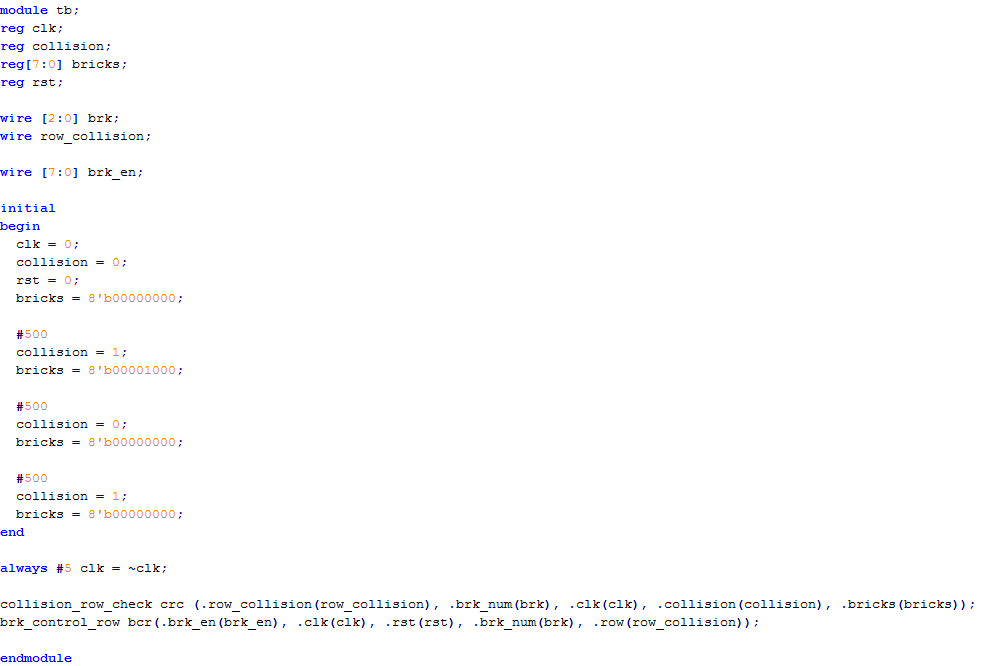 module tb;
reg clk;
reg collision;
reg[7:0] bricks;
reg rst;
wire [2:0] brk;
wire row_collision;
wire [7:0] brk_en;
initial
begin
clk = 0;
collision = 0;
rst = 0;
bricks = 8'b00000000;
#500
collision = 1;
bricks = 8'b00001000;
#500
collision = 0;
bricks = 8'b00000000;
#500
collision = 1;
bricks = 8'b00000000;
end
always #5 clk = ~clk;
collision_row_check crc (.row_collision(row_collision), .brk_num(brk), .clk(clk), .collision(collision), .bricks(bricks));
brk_control_row bcr(.brk_en(brk_en), .clk(clk), .rst(rst), .brk_num(brk), .row(row_collision));
endmodule